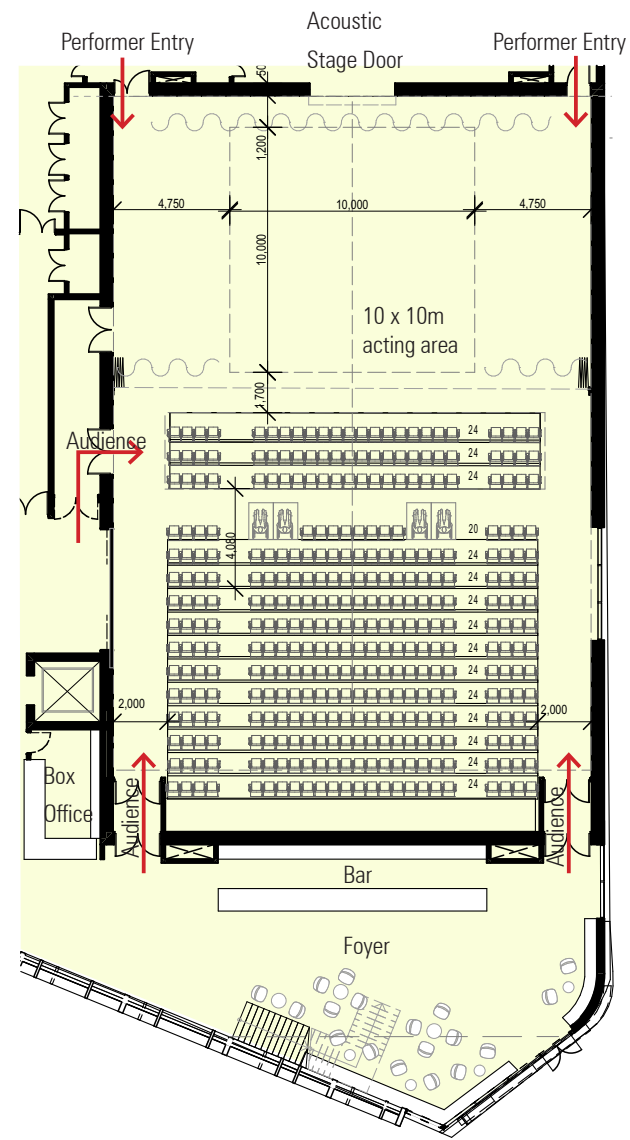 Acoustic
Stage Door
Performer Entry
Performer Entry
1,200
4,750
10,000
4,750
10,000
10 x 10m
acting area
1,700
24
Audience
24
24
20
4,080
24
24
24
24
24
24
24
24
24
24
24
2,000
2,000
Box
Office
Audience
Audience
Bar
Foyer